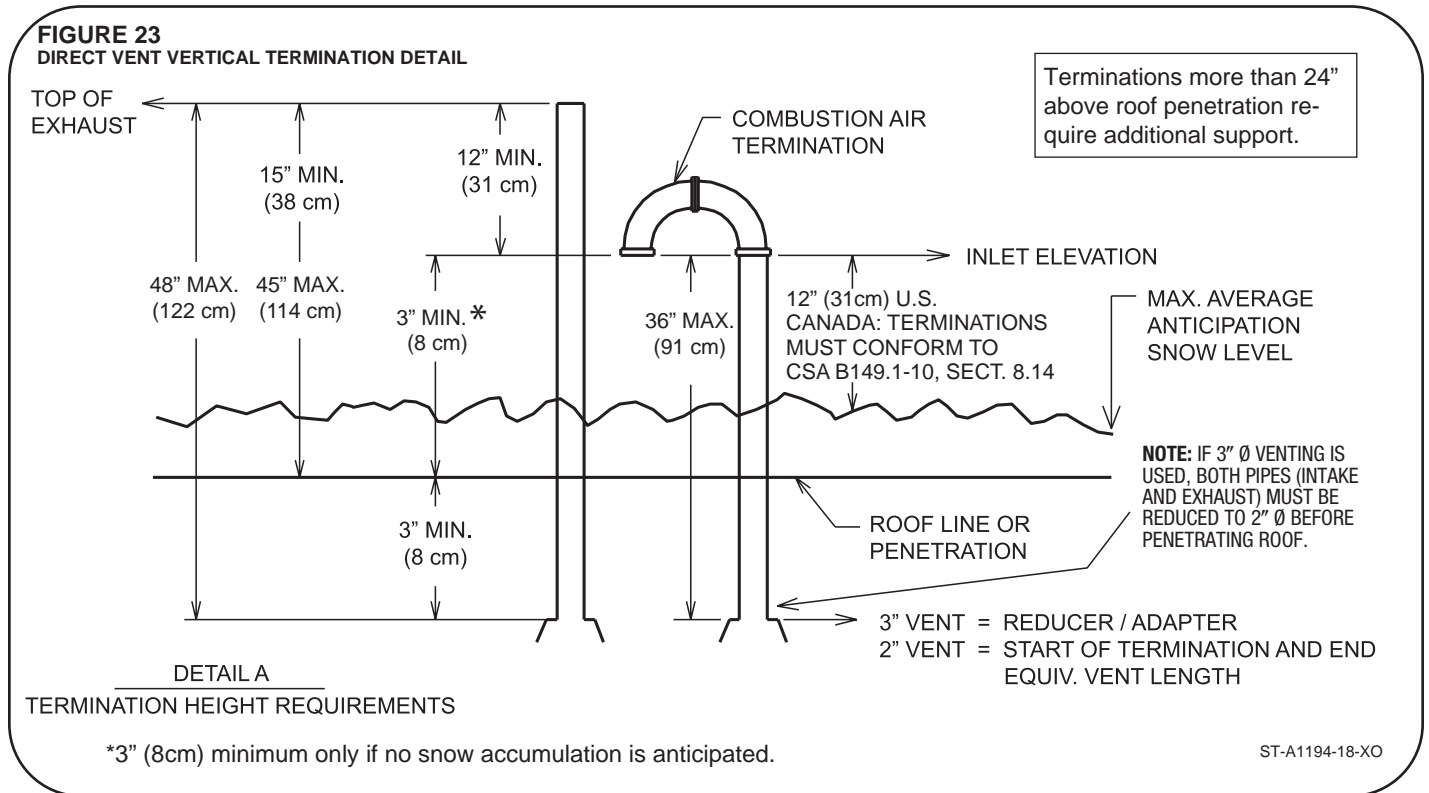 FIGURE 23
DIRECT VENT VERTICAL TERMINATION DETAIL
TOP OF
EXHAUST
Terminations more than 24”
above roof penetration re-
quire additional support.
COMBUSTION AIR
TERMINATION
12” MIN.
(31 cm)
15” MIN.
(38 cm)
INLET ELEVATION
48” MAX.
(122 cm)
45” MAX.
(114 cm)
3” MIN.*
(8 cm)
36” MAX.
(91 cm)
12” (31cm) U.S.
CANADA: TERMINATIONS
MUST CONFORM TO
CSA B149.1-10, SECT. 8.14
MAX. AVERAGE
ANTICIPATION
SNOW LEVEL
NOTE: IF 3″ Ø VENTING IS
USED, BOTH PIPES (INTAKE
AND EXHAUST) MUST BE
REDUCED TO 2″ Ø BEFORE
PENETRATING ROOF.
3” MIN.
(8 cm)
ROOF LINE OR
PENETRATION
3” VENT = REDUCER / ADAPTER
2” VENT = START OF TERMINATION AND END
EQUIV. VENT LENGTH
DETAIL A
TERMINATION HEIGHT REQUIREMENTS
*3” (8cm) minimum only if no snow accumulation is anticipated.
ST-A1194-18-XO